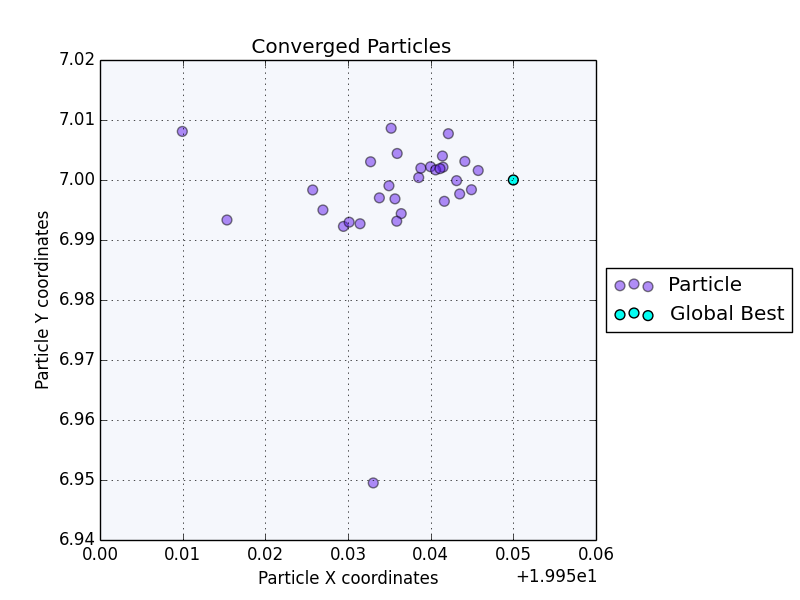 Converged Particles
7.02
7.01
7.00
6.99
6.98
6.97
6.96
6.95
6.94
Particle Y coordinates
0.00 0.01 0.02 0.03 0.04 0.05 0.06
Particle X coordinates
+1.995e1
Particle
Global Best